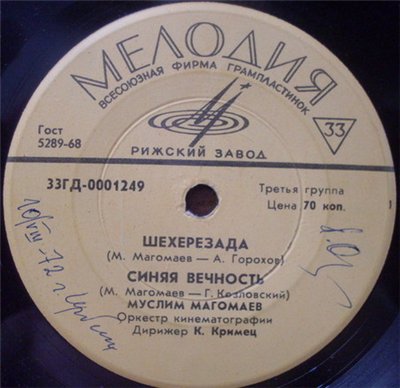 МЕЛОДИЯ
ВСЕСОЮЗНАЯ ФИРМА ГРАМПЛАСТИНОК
Гост
5289-68
33
РИЖСКИЙ ЗАВОД
33ГД-0001249
Третья группа
Цена 70 коп.
ШЕХЕРЕЗАДА
(М. Магомаев — А. Горохов)
СИНЯЯ ВЕЧНОСТЬ
(М. Магомаев — Г. Козловский)
МУСЛИМ МАГОМАЕВ
Оркестр кинематографии
Дирижер К. Кримец